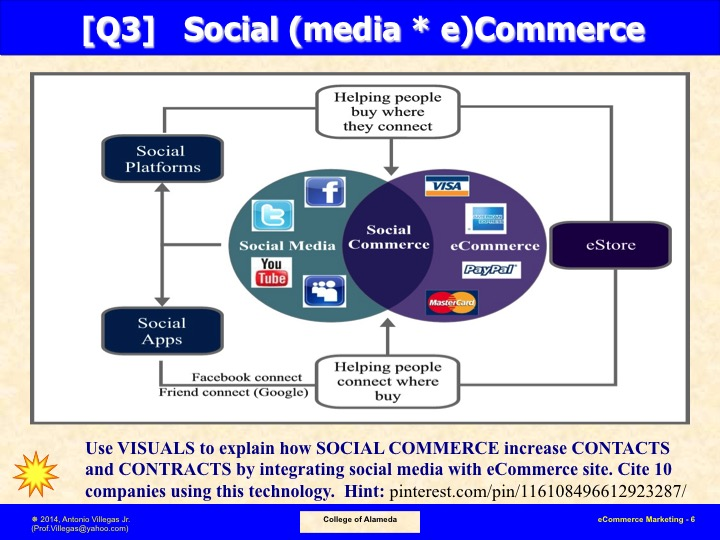 [Q3] Social (media * e)Commerce
Helping people
buy where
they connect
Social
Platforms
VISA
AMERICAN
EXPRESS
Social Media
Social
Commerce
eCommerce
eStore
You
Tube
PayPal
MasterCard
Social
Apps
Helping people
connect where
buy
Facebook connect
Friend connect (Google)
Use VISUALS to explain how SOCIAL COMMERCE increase CONTACTS
and CONTRACTS by integrating social media with eCommerce site. Cite 10
companies using this technology. Hint: pinterest.com/pin/116108496612923287/
2014, Antonio Villegas Jr.
(Prof.Villegas@yahoo.com)
College of Alameda
eCommerce Marketing - 6